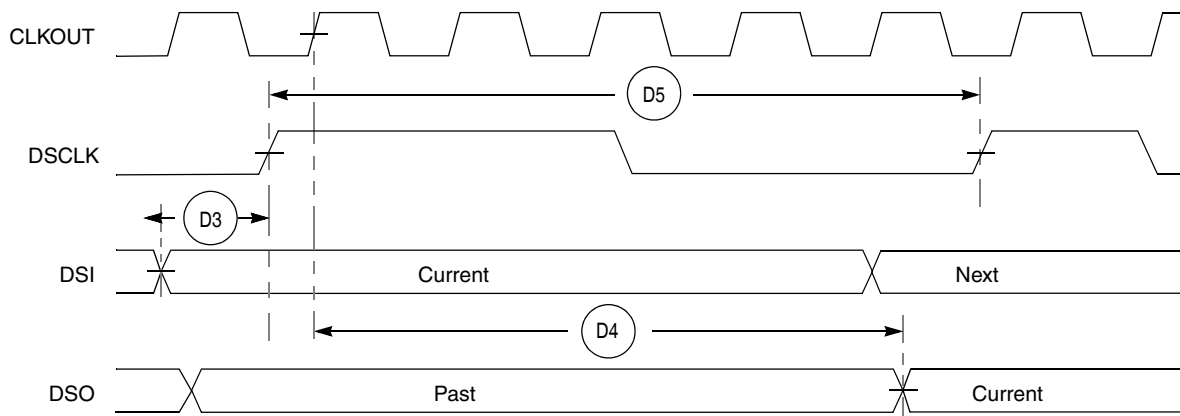 CLKOUT
D5
DSCLK
D3
DSI
Current
Next
D4
DSO
Past
Current